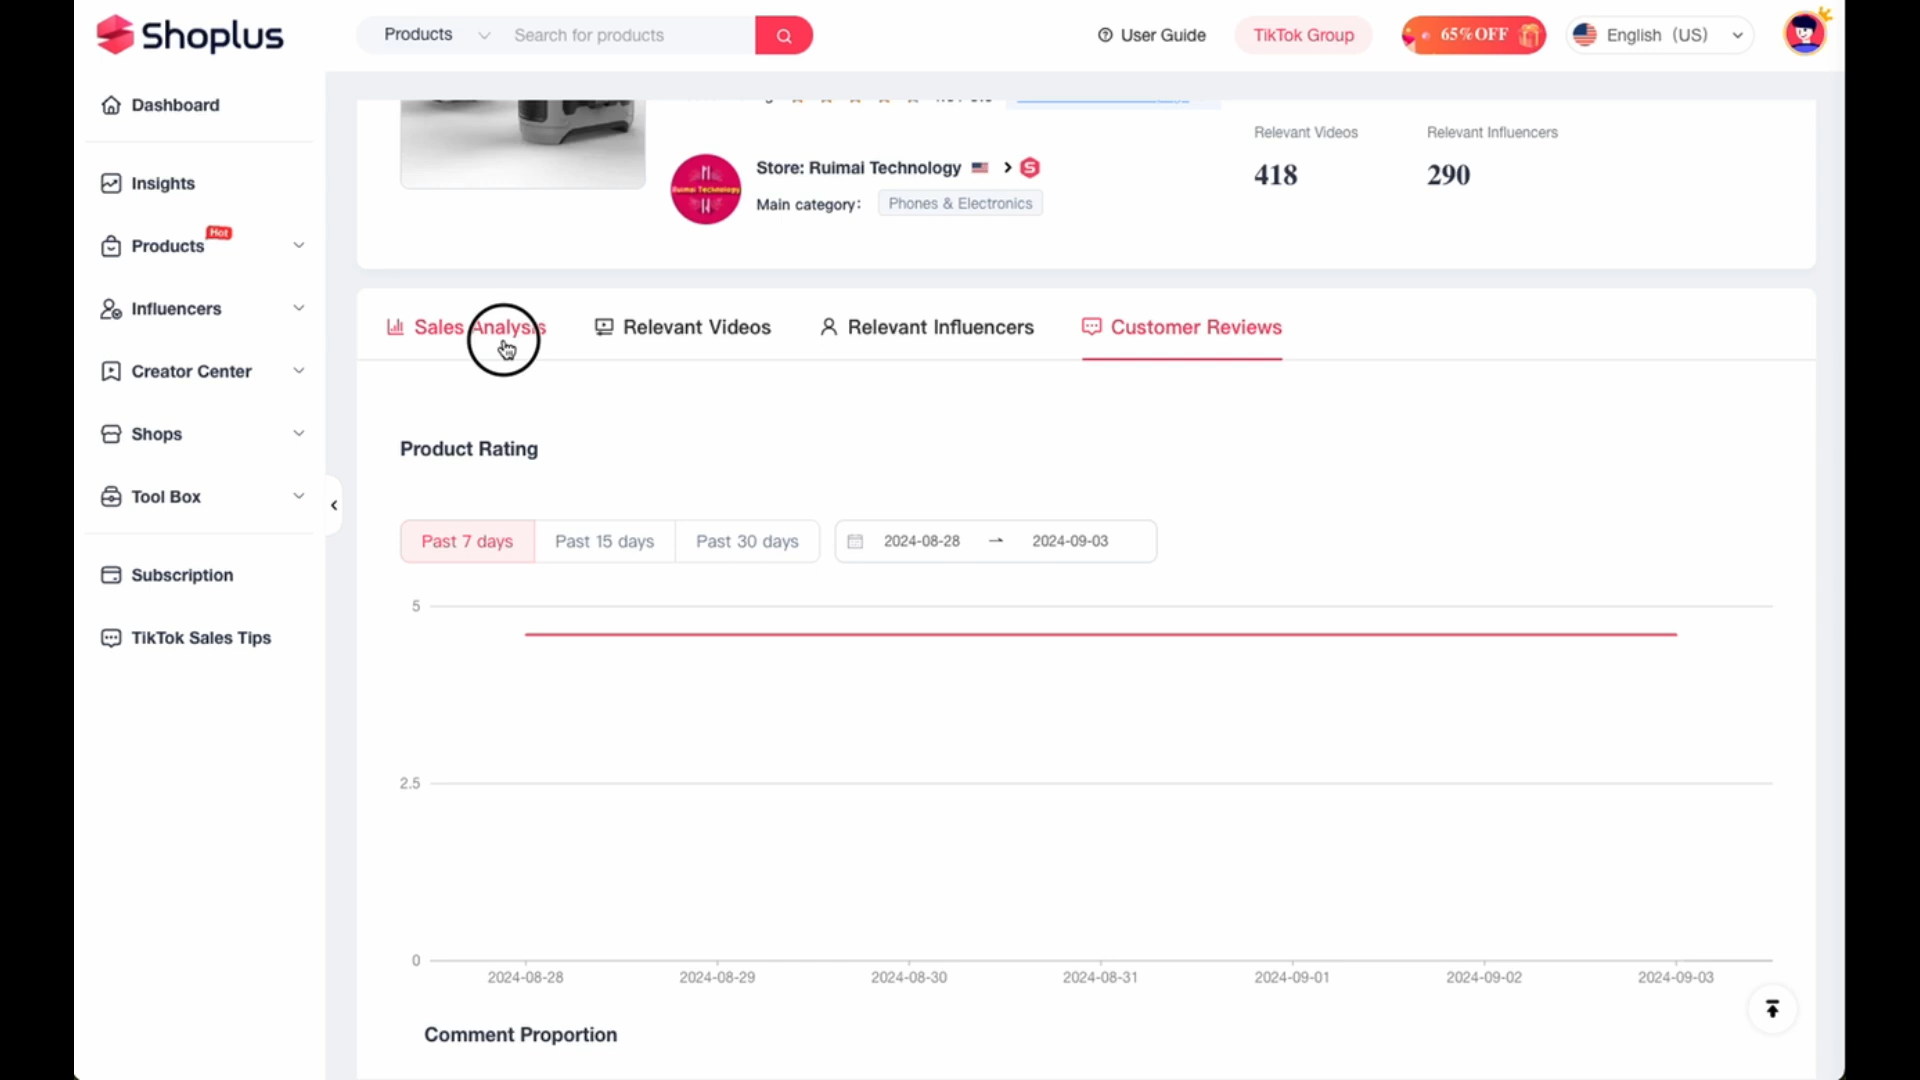 Shoplus
Products
Search for products
User Guide
TikTok Group
65%OFF
English (US)
Dashboard
Insights
Products
Hot
Influencers
Creator Center
Shops
Tool Box
Subscription
TikTok Sales Tips
Store: Ruimai Technology
Ruimai Technology
Main category:
Phones & Electronics
Relevant Videos
418
Relevant Influencers
290
Sales Analysis
Relevant Videos
Relevant Influencers
Customer Reviews
Product Rating
Past 7 days
Past 15 days
Past 30 days
2024-08-28
2024-09-03
5
2.5
0
2024-08-28
2024-08-29
2024-08-30
2024-08-31
2024-09-01
2024-09-02
2024-09-03
Comment Proportion